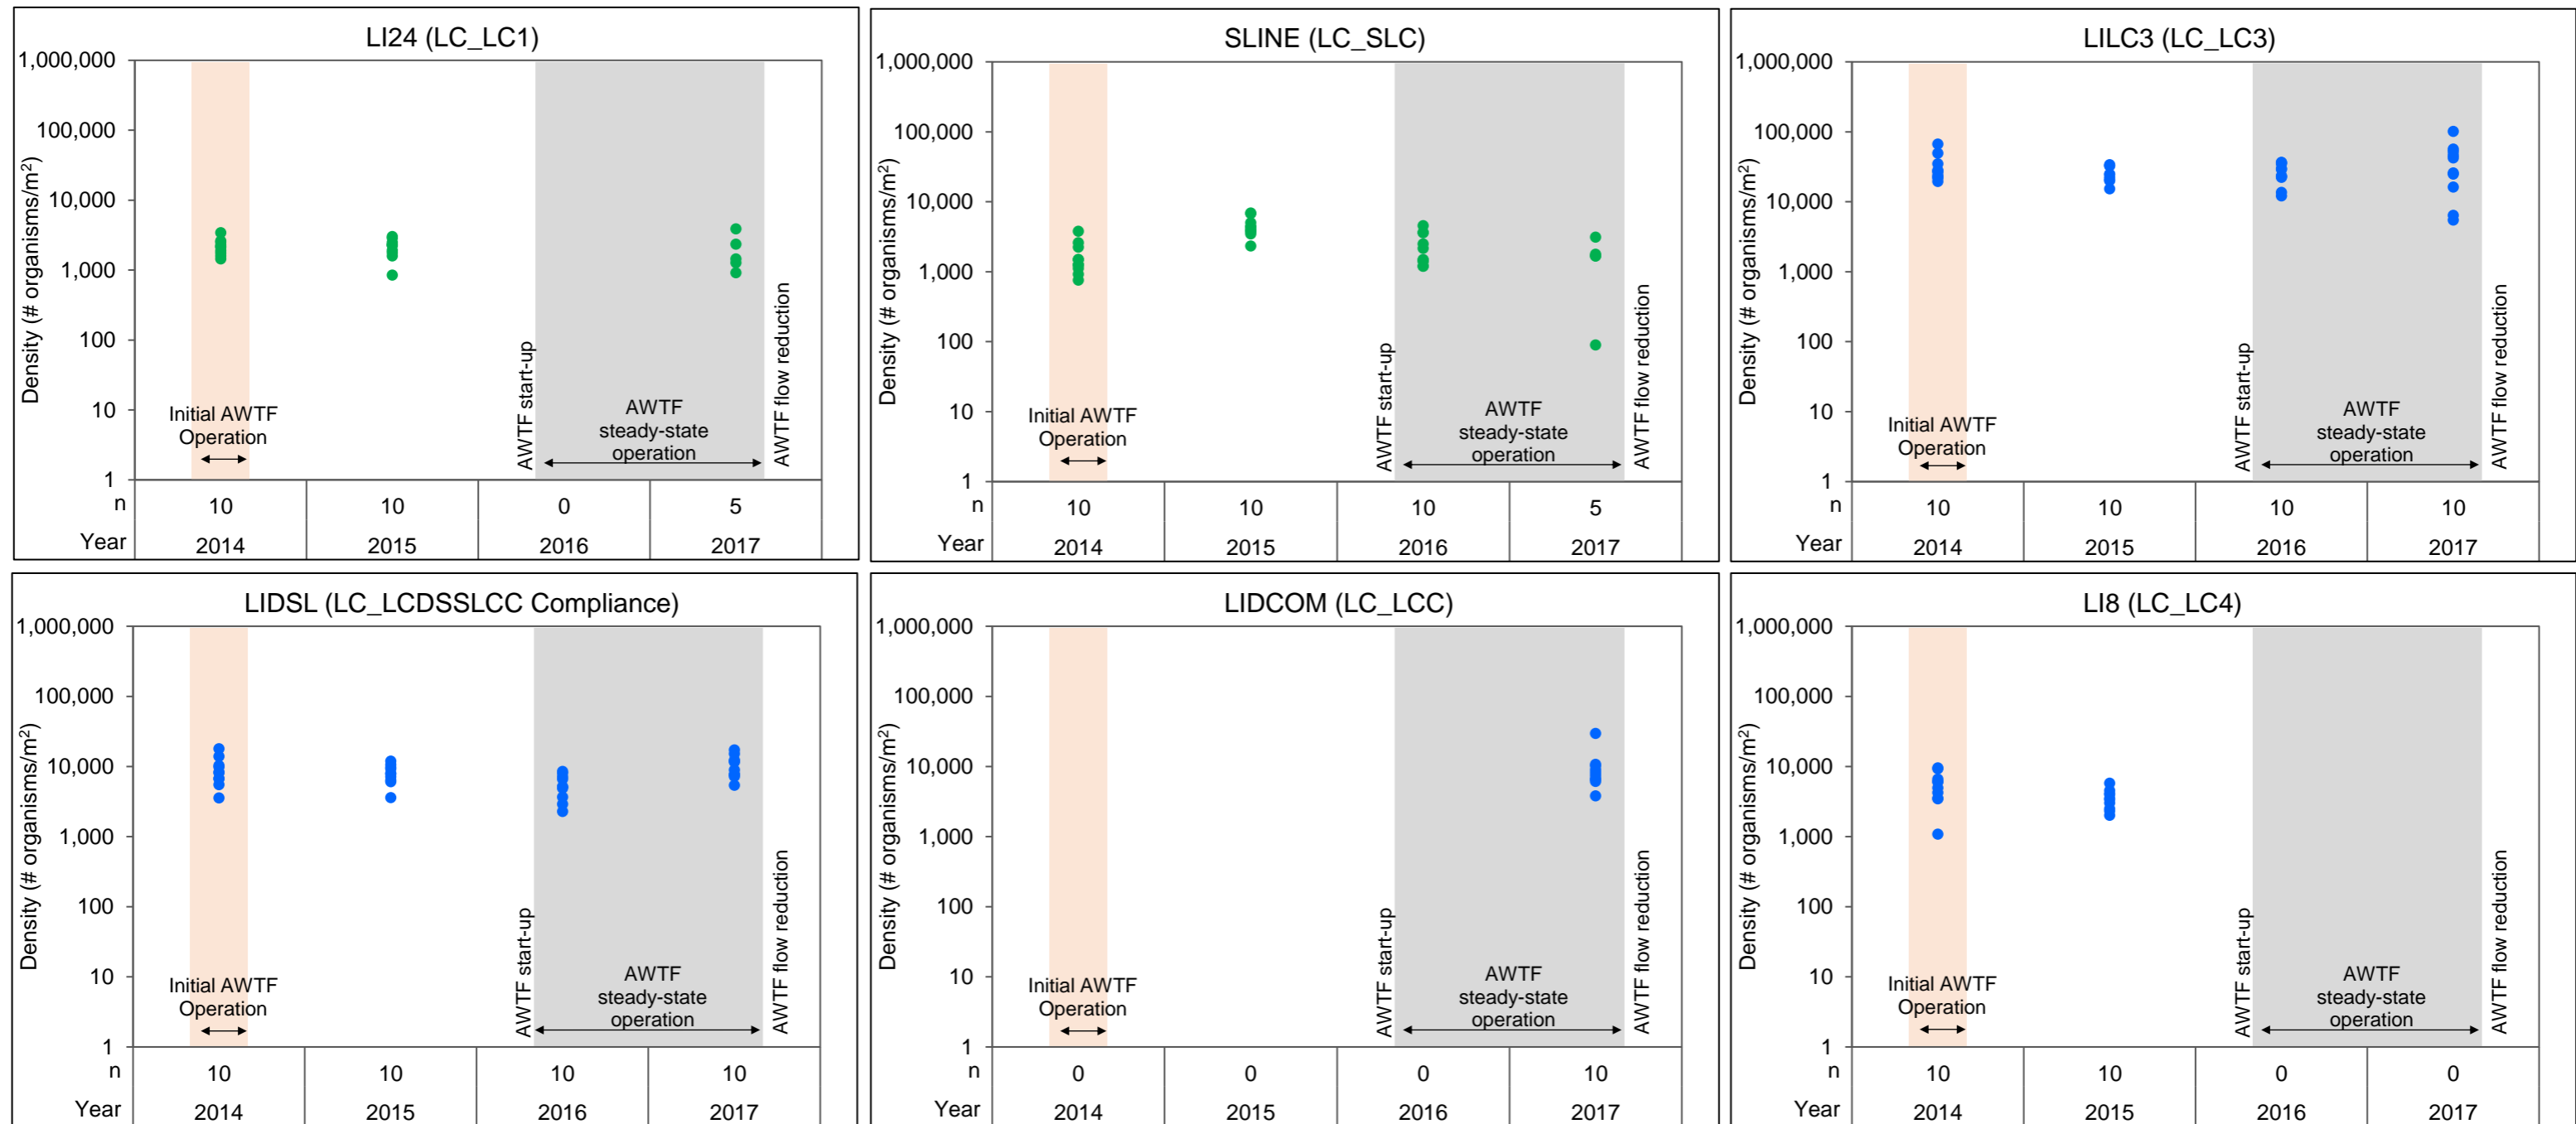 LI24 (LC_LC1)
1,000,000
100,000
10,000
1,000
100
10
1
Density (# organisms/m²)
Initial AWTF
Operation
AWTF start-up
AWTF
steady-state
operation
AWTF flow reduction
n 10 10 0 5
Year 2014 2015 2016 2017
SLINE (LC_SLC)
1,000,000
100,000
10,000
1,000
100
10
1
Density (# organisms/m²)
Initial AWTF
Operation
AWTF start-up
AWTF
steady-state
operation
AWTF flow reduction
n 10 10 10 5
Year 2014 2015 2016 2017
LILC3 (LC_LC3)
1,000,000
100,000
10,000
1,000
100
10
1
Density (# organisms/m²)
Initial AWTF
Operation
AWTF start-up
AWTF
steady-state
operation
AWTF flow reduction
n 10 10 10 10
Year 2014 2015 2016 2017
LIDSL (LC_LCDSSLCC Compliance)
1,000,000
100,000
10,000
1,000
100
10
1
Density (# organisms/m²)
Initial AWTF
Operation
AWTF start-up
AWTF
steady-state
operation
AWTF flow reduction
n 10 10 10 10
Year 2014 2015 2016 2017
LIDCOM (LC_LCC)
1,000,000
100,000
10,000
1,000
100
10
1
Density (# organisms/m²)
Initial AWTF
Operation
AWTF start-up
AWTF
steady-state
operation
AWTF flow reduction
n 0 0 0 10
Year 2014 2015 2016 2017
LI8 (LC_LC4)
1,000,000
100,000
10,000
1,000
100
10
1
Density (# organisms/m²)
Initial AWTF
Operation
AWTF start-up
AWTF
steady-state
operation
AWTF flow reduction
n 10 10 0 0
Year 2014 2015 2016 2017